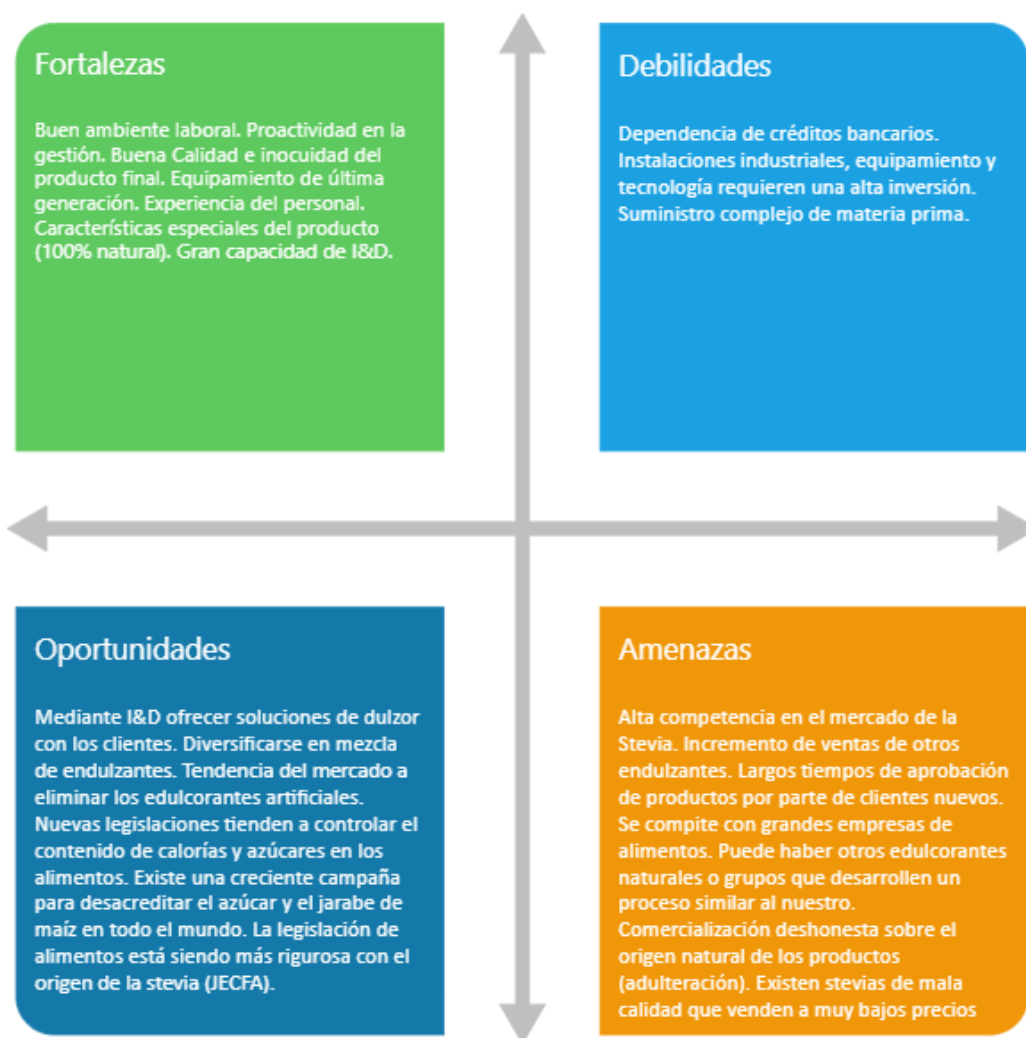 Fortalezas
Buen ambiente laboral. Proactividad en la
gestión. Buena Calidad e inocuidad del
producto final. Equipamiento de última
generación. Experiencia del personal.
Características especiales del producto
(100% natural). Gran capacidad de I&D.
Debilidades
Dependencia de créditos bancarios.
Instalaciones industriales, equipamiento y
tecnología requieren una alta inversión.
Suministro complejo de materia prima.
Oportunidades
Mediante I&D ofrecer soluciones de dulzor
con los clientes. Diversificarse en mezcla
de endulzantes. Tendencia del mercado a
eliminar los edulcorantes artificiales.
Nuevas legislaciones tienden a controlar el
contenido de calorías y azúcares en los
alimentos. Existe una creciente campaña
para desacreditar el azúcar y el jarabe de
maíz en todo el mundo. La legislación de
alimentos está siendo más rigurosa con el
origen de la stevia (JECFA).
Amenazas
Alta competencia en el mercado de la
Stevia. Incremento de ventas de otros
endulzantes. Largos tiempos de aprobación
de productos por parte de clientes nuevos.
Se compite con grandes empresas de
alimentos. Puede haber otros edulcorantes
naturales o grupos que desarrollen un
proceso similar al nuestro.
Comercialización deshonesta sobre el
origen natural de los productos
(adulteración). Existen stevias de mala
calidad que venden a muy bajos precios